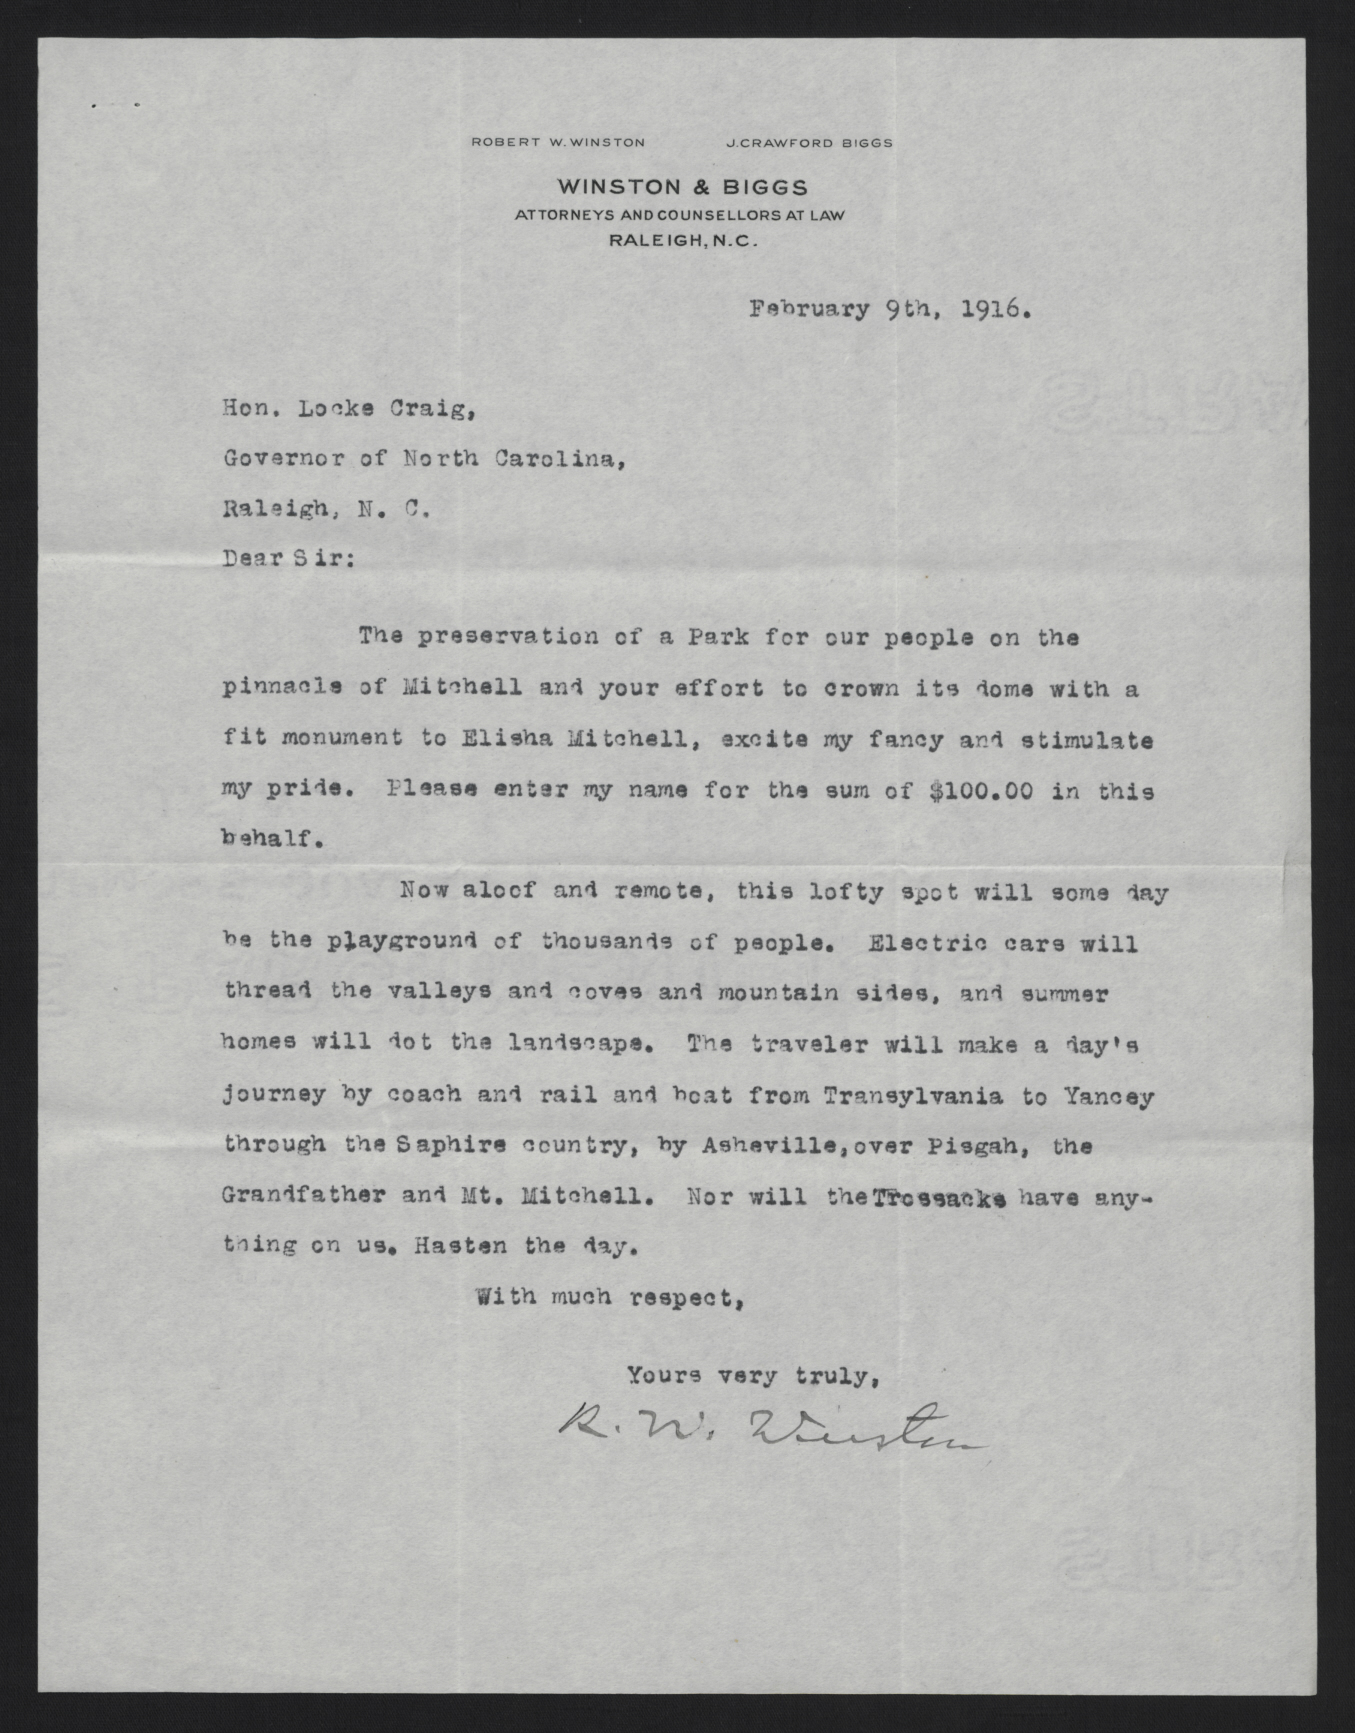 ROBERT W. WINSTON J. CRAWFORD BIGGS
WINSTON & BIGGS
ATTORNEYS AND COUNSELLORS AT LAW
RALEIGH, N.C.
February 9th, 1916.
Hon. Locke Craig,
Governor of North Carolina,
Raleigh, N. C.
Dear Sir:
The preservation of a Park for our people on the
pinnacle of Mitchell and your effort to crown its dome with a
fit monument to Elisha Mitchell, excite my fancy and stimulate
my pride. Please enter my name for the sum of $100.00 in this
behalf.
Now aloof and remote, this lofty spot will some day
be the playground of thousands of people. Electric cars will
thread the valleys and coves and mountain sides, and summer
homes will dot the landscape. The traveler will make a day's
journey by coach and rail and boat from Transylvania to Yancey
through the Saphire country, by Asheville, over Pisgah, the
Grandfather and Mt. Mitchell. Nor will the Trossacks have any-
thing on us. Hasten the day.
With much respect,
Yours very truly,
R. W. Winston